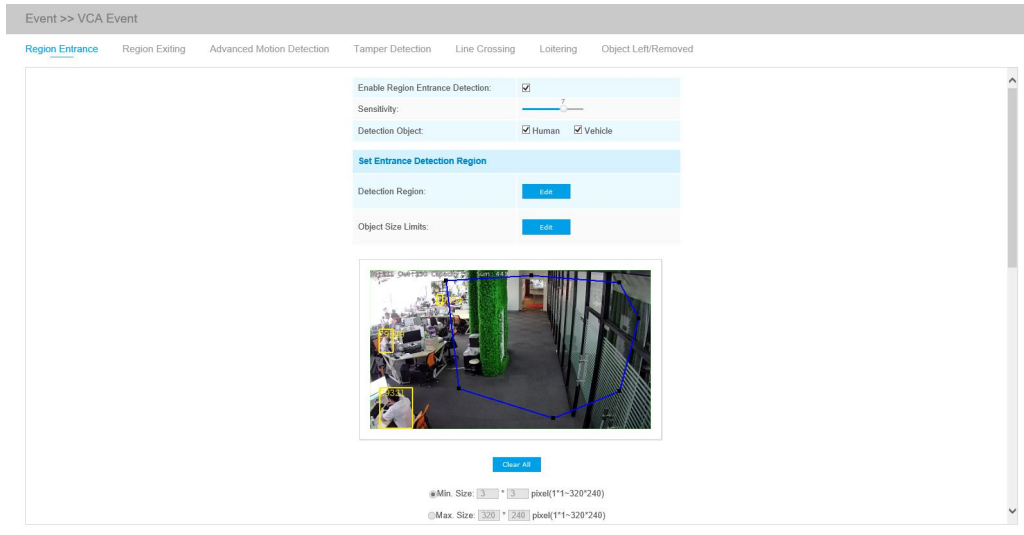 Event >> VCA Event
Region Entrance Region Exiting Advanced Motion Detection Tamper Detection Line Crossing Loitering Object Left/Removed
Enable Region Entrance Detection:
7
Sensitivity:
Detection Object: Human Vehicle
Set Entrance Detection Region
Detection Region: Edit
Object Size Limits: Edit
Sum : 443
Clear All
Min. Size: 3 * 3 pixel(1*1~320*240)
Max. Size: 320 * 240 pixel(1*1~320*240)